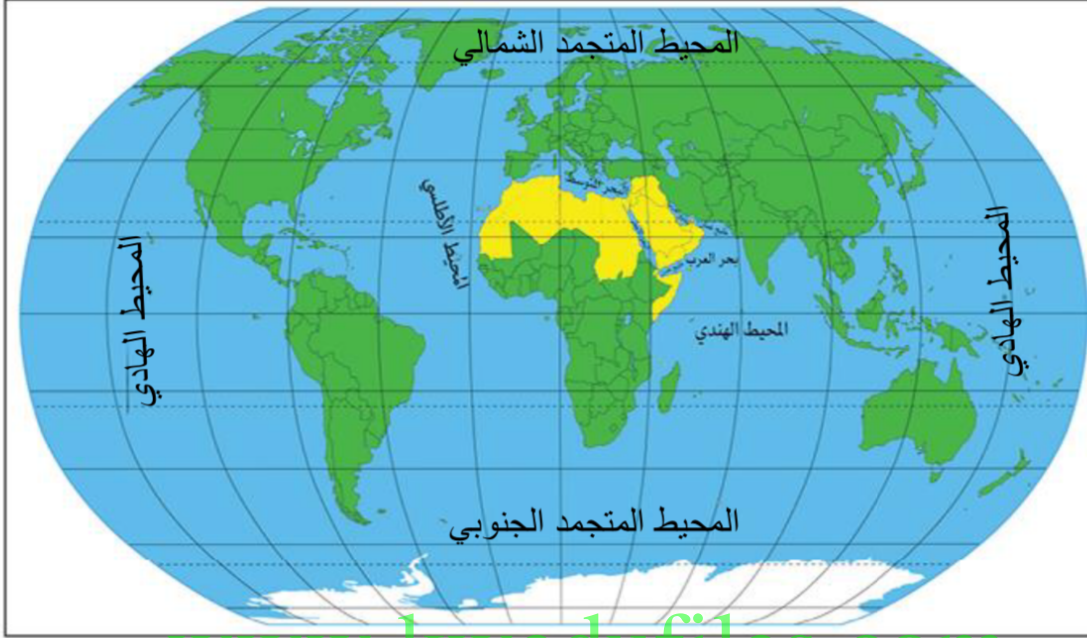 المحيط المتجمد الشمالي
البحر المتوسط
المحيط الأطلسي
بحر العرب
المحيط الهادي
المحيط الهادي
المحيط الهندي
المحيط المتجمد الجنوبي